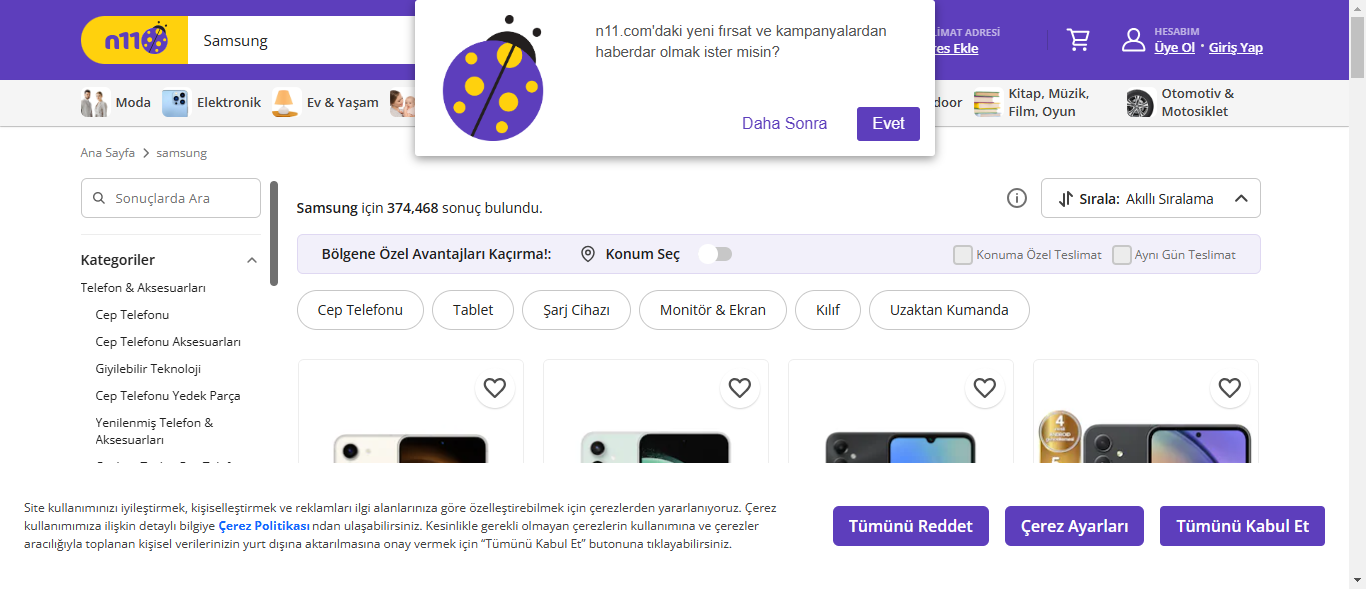 n11
Samsung
n11.com'daki yeni fırsat ve kampanyalardan
haberdar olmak ister misin?
Daha Sonra
Evet
LİMAT ADRESİ
res Ekle
HESABIM
Üye Ol • Giriş Yap
Moda
Elektronik
Ev & Yaşam
door
Kitap, Müzik,
Film, Oyun
Otomotiv &
Motosiklet
Ana Sayfa > samsung
Sonuçlarda Ara
Samsung için 374,468 sonuç bulundu.
Sırala: Akıllı Sıralama
Bölgene Özel Avantajları Kaçırma!:
Konum Seç
Konuma Özel Teslimat
Aynı Gün Teslimat
Kategoriler
Telefon & Aksesuarları
Cep Telefonu
Cep Telefonu Aksesuarları
Giyilebilir Teknoloji
Cep Telefonu Yedek Parça
Yenilenmiş Telefon &
Aksesuarları
Cep Telefonu
Tablet
Şarj Cihazı
Monitör & Ekran
Kılıf
Uzaktan Kumanda
4
5
Site kullanımınızı iyileştirmek, kişiselleştirmek ve reklamları ilgi alanlarınıza göre özelleştirebilmek için çerezlerden yararlanıyoruz. Çerez
kullanımımıza ilişkin detaylı bilgiye Çerez Politikası ndan ulaşabilirsiniz. Kesinlikle gerekli olmayan çerezlerin kullanımına ve çerezler
aracılığıyla toplanan kişisel verilerinizin yurt dışına aktarılmasına onay vermek için “Tümünü Kabul Et” butonuna tıklayabilirsiniz.
Tümünü Reddet
Çerez Ayarları
Tümünü Kabul Et